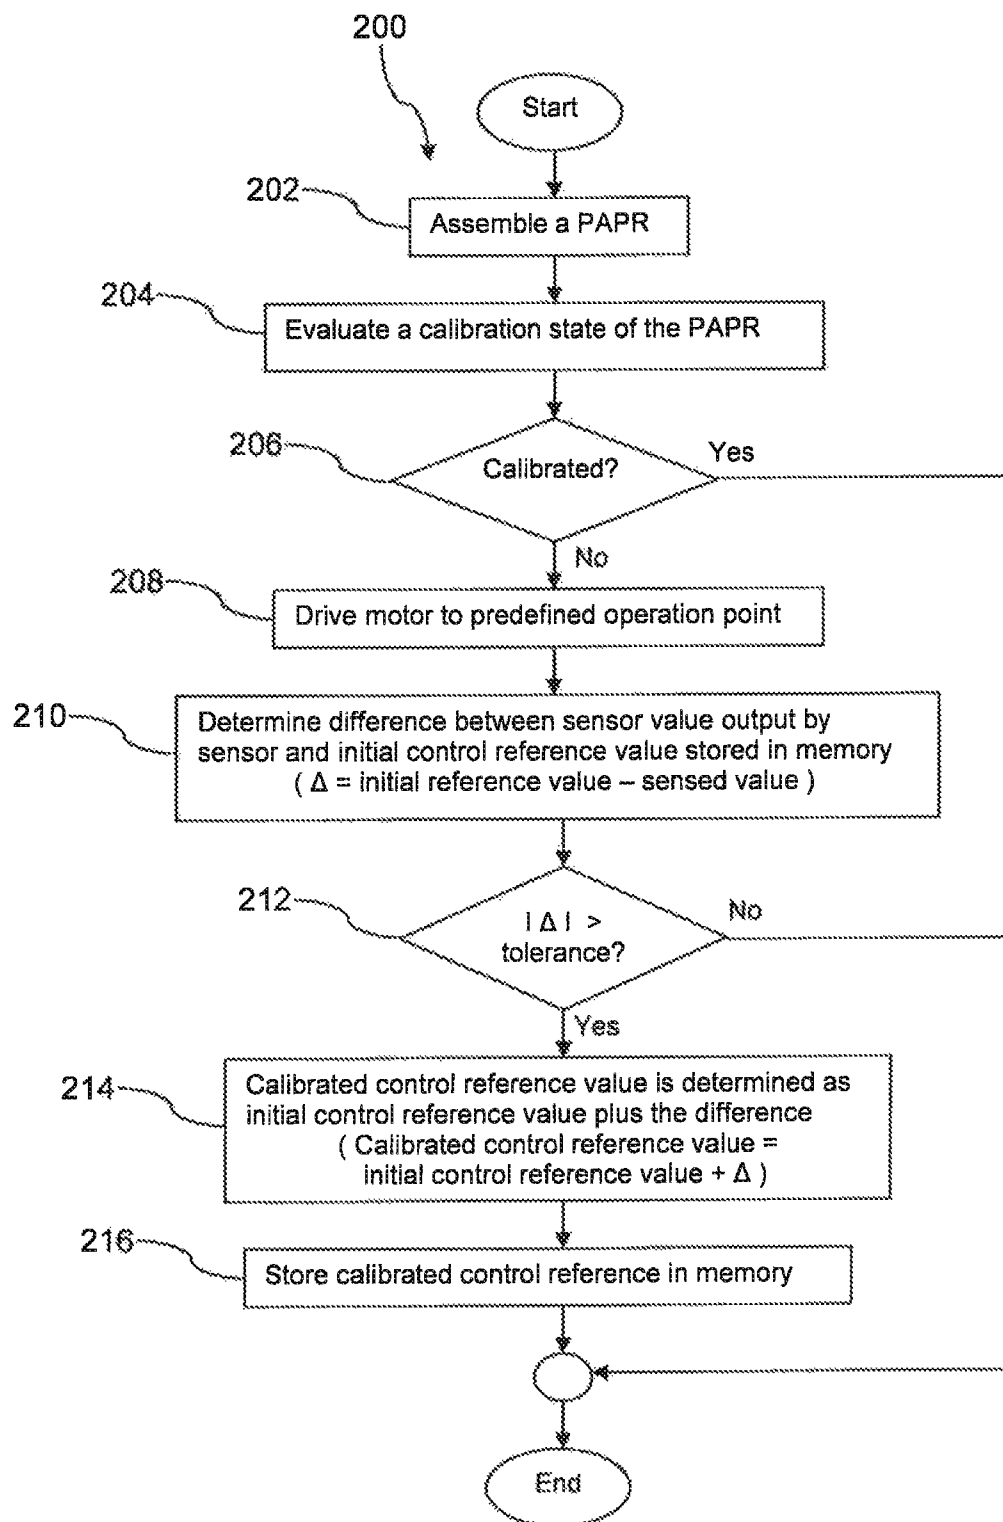 200
Start
202
Assemble a PAPR
204
Evaluate a calibration state of the PAPR
206
Calibrated?
Yes
No
208
Drive motor to predefined operation point
210
Determine difference between sensor value output by
sensor and initial control reference value stored in memory
( Δ = initial reference value – sensed value )
212
| Δ | >
tolerance?
No
Yes
214
Calibrated control reference value is determined as
initial control reference value plus the difference
( Calibrated control reference value =
initial control reference value + Δ )
216
Store calibrated control reference in memory
End